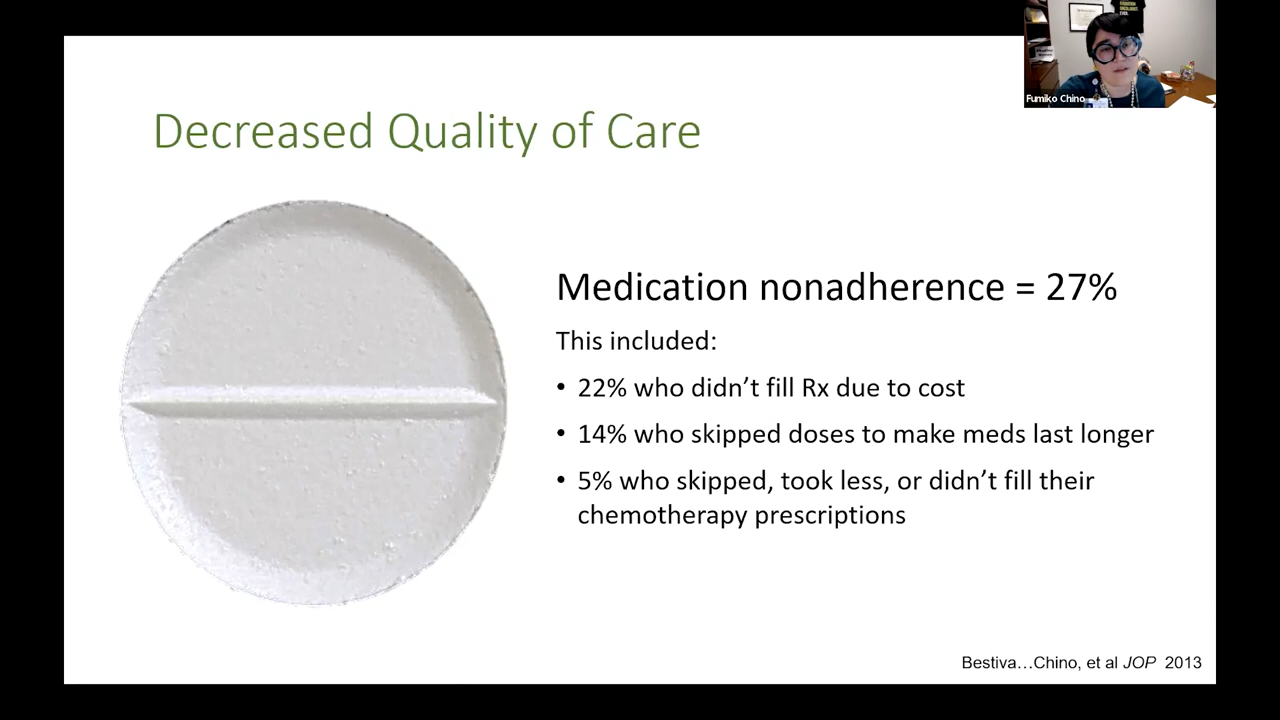 Fumiko Chino
Decreased Quality of Care
Medication nonadherence = 27%
This included:
• 22% who didn’t fill Rx due to cost
• 14% who skipped doses to make meds last longer
• 5% who skipped, took less, or didn’t fill their
chemotherapy prescriptions
Bestiva…Chino, et al JOP 2013